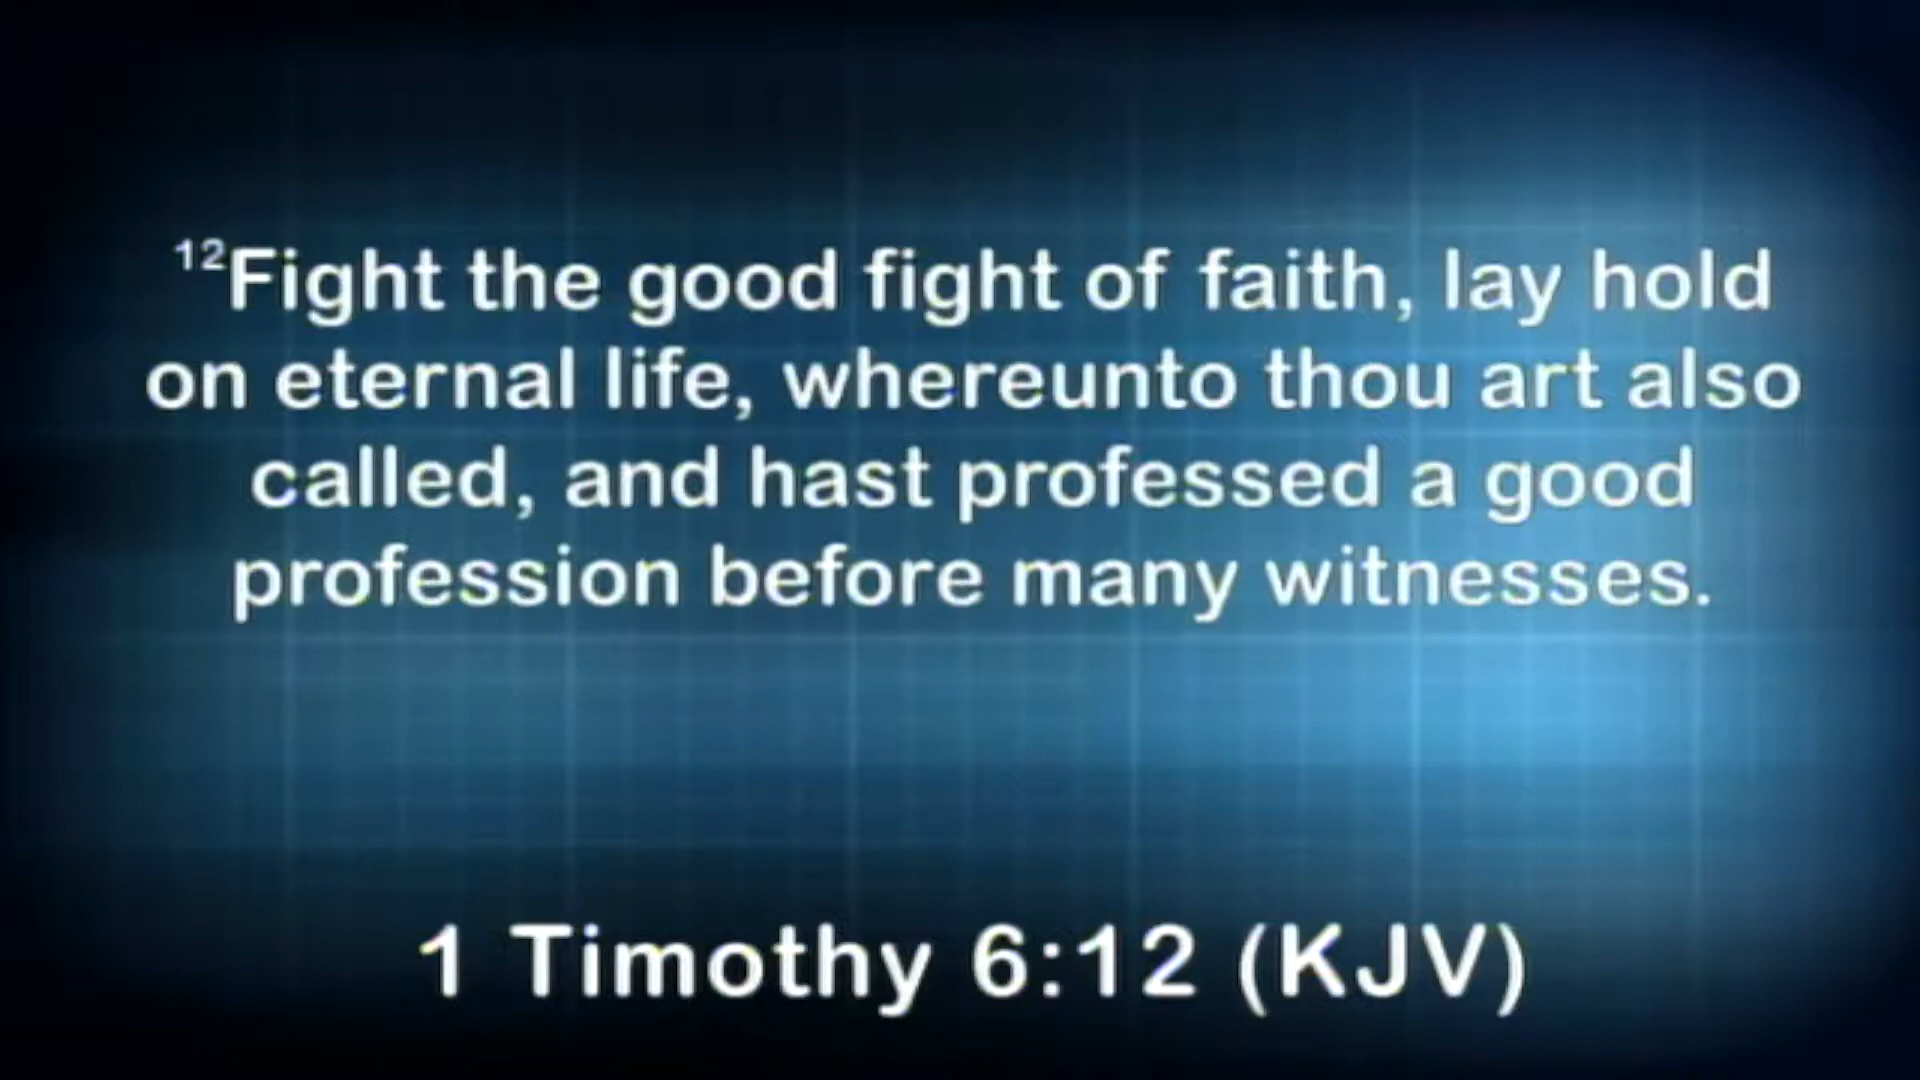 12Fight the good fight of faith, lay hold
on eternal life, whereunto thou art also
called, and hast professed a good
profession before many witnesses.
1 Timothy 6:12 (KJV)